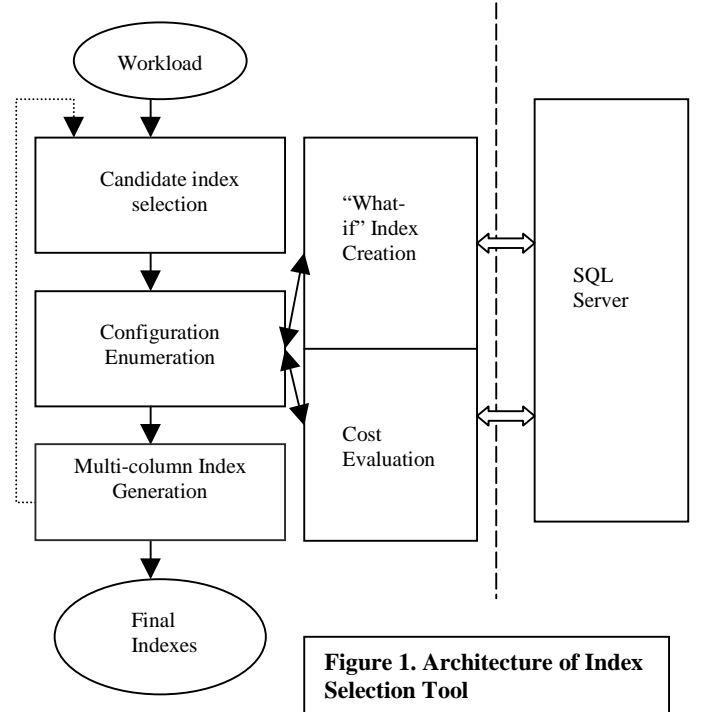 Workload
Candidate index
selection
Configuration
Enumeration
Multi-column Index
Generation
Final
Indexes
“What-
if” Index
Creation
Cost
Evaluation
SQL
Server
Figure 1. Architecture of Index
Selection Tool